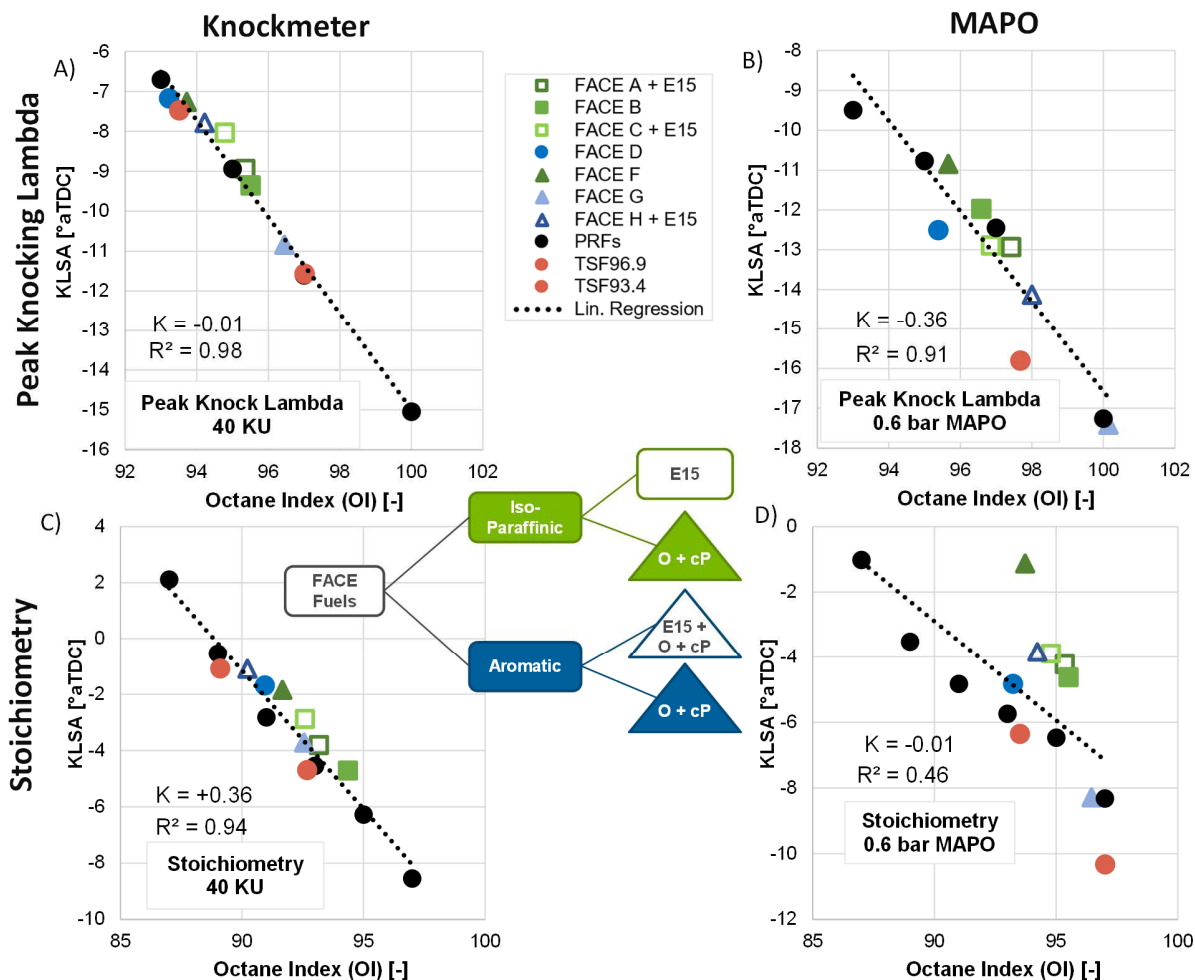 Knockmeter
MAPO
Peak Knocking Lambda
Stoichiometry
A)
-6
-7
-8
-9
-10
-11
-12
-13
-14
-15
-16
KLSA [°aTDC]
K = -0.01
R² = 0.98
Peak Knock Lambda
40 KU
92 94 96 98 100 102
Octane Index (OI) [-]
FACE A + E15
FACE B
FACE C + E15
FACE D
FACE F
FACE G
FACE H + E15
PRFs
TSF96.9
TSF93.4
Lin. Regression
B)
-8
-9
-10
-11
-12
-13
-14
-15
-16
-17
-18
KLSA [°aTDC]
K = -0.36
R² = 0.91
Peak Knock Lambda
0.6 bar MAPO
92 94 96 98 100 102
Octane Index (OI) [-]
C)
4
2
0
-2
-4
-6
-8
-10
KLSA [°aTDC]
K = +0.36
R² = 0.94
Stoichiometry
40 KU
85 90 95 100
Octane Index (OI) [-]
FACE
Fuels
Iso-
Paraffinic
Aromatic
E15
O + cP
E15 +
O + cP
O + cP
D)
0
-2
-4
-6
-8
-10
-12
KLSA [°aTDC]
K = -0.01
R² = 0.46
Stoichiometry
0.6 bar MAPO
85 90 95 100
Octane Index (OI) [-]